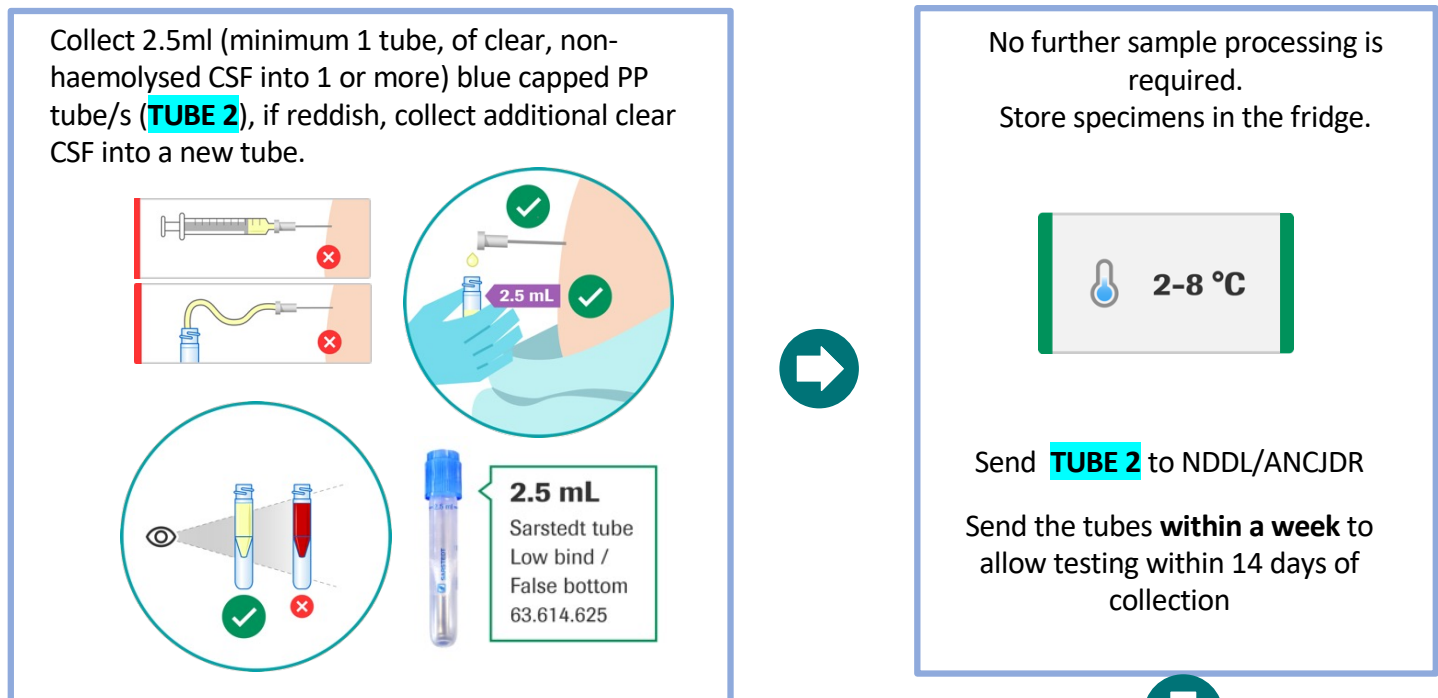 Collect 2.5ml (minimum 1 tube, of clear, non-
haemolysed CSF into 1 or more) blue capped PP
tube/s (TUBE 2), if reddish, collect additional clear
CSF into a new tube.
2.5 mL
2.5 mL
Sarstedt tube
Low bind /
False bottom
63.614.625
SARSTEDT
No further sample processing is
required.
Store specimens in the fridge.
2-8 °C
Send TUBE 2 to NDDL/ANCJDR
Send the tubes within a week to
allow testing within 14 days of
collection